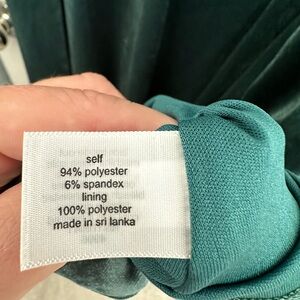 self
94% polyester
6% spandex
lining
100% polyester
made in sri lanka